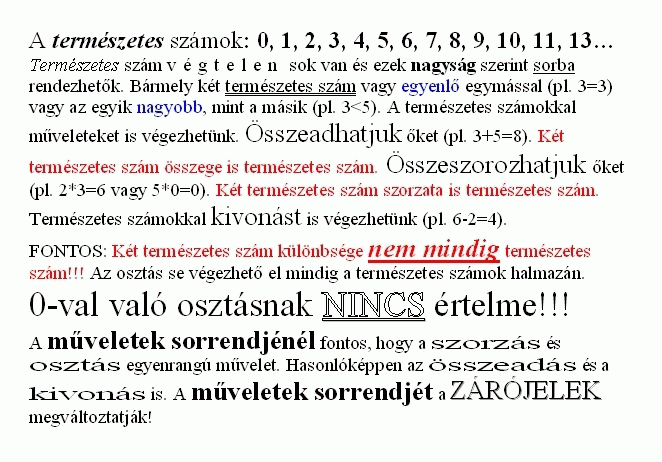 A természetes számok: 0, 1, 2, 3, 4, 5, 6, 7, 8, 9, 10, 11, 13…
Természetes szám v é g t e l e n sok van és ezek nagyság szerint sorba
rendezhetők. Bármely két természetes szám vagy egyenlő egymással (pl. 3=3)
vagy az egyik nagyobb, mint a másik (pl. 3<5). A természetes számokkal
műveleteket is végezhetünk. Összeadhatjuk őket (pl. 3+5=8). Két
természetes szám összege is természetes szám. Összeszorozhatjuk őket
(pl. 2*3=6 vagy 5*0=0). Két természetes szám szorzata is természetes szám.
Természetes számokkal kivonást is végezhetünk (pl. 6-2=4).
FONTOS: Két természetes szám különbsége nem mindig természetes
szám!!! Az osztás se végezhető el mindig a természetes számok halmazán.
0-val való osztásnak NINCS értelme!!!
A műveletek sorrendjénél fontos, hogy a szorzás és
osztás egyenrangú művelet. Hasonlóképpen az összeadás és a
kivonás is. A műveletek sorrendjét a ZÁRÓJELEK
megváltoztatják!